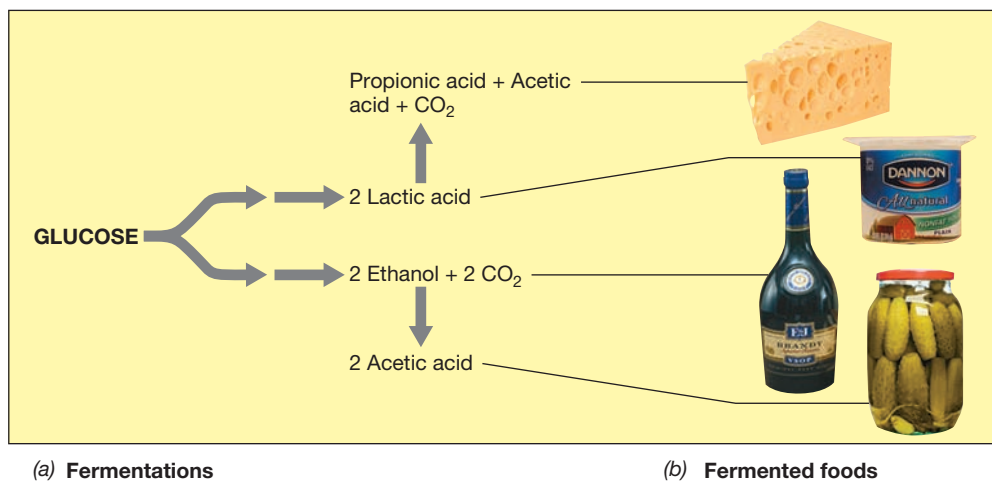 Propionic acid + Acetic
acid + CO₂
2 Lactic acid
GLUCOSE
2 Ethanol + 2 CO₂
2 Acetic acid
DANNON
All natural
NONFAT
PLAIN
E&J
BRANDY
VSOP
(a) Fermentations
(b) Fermented foods